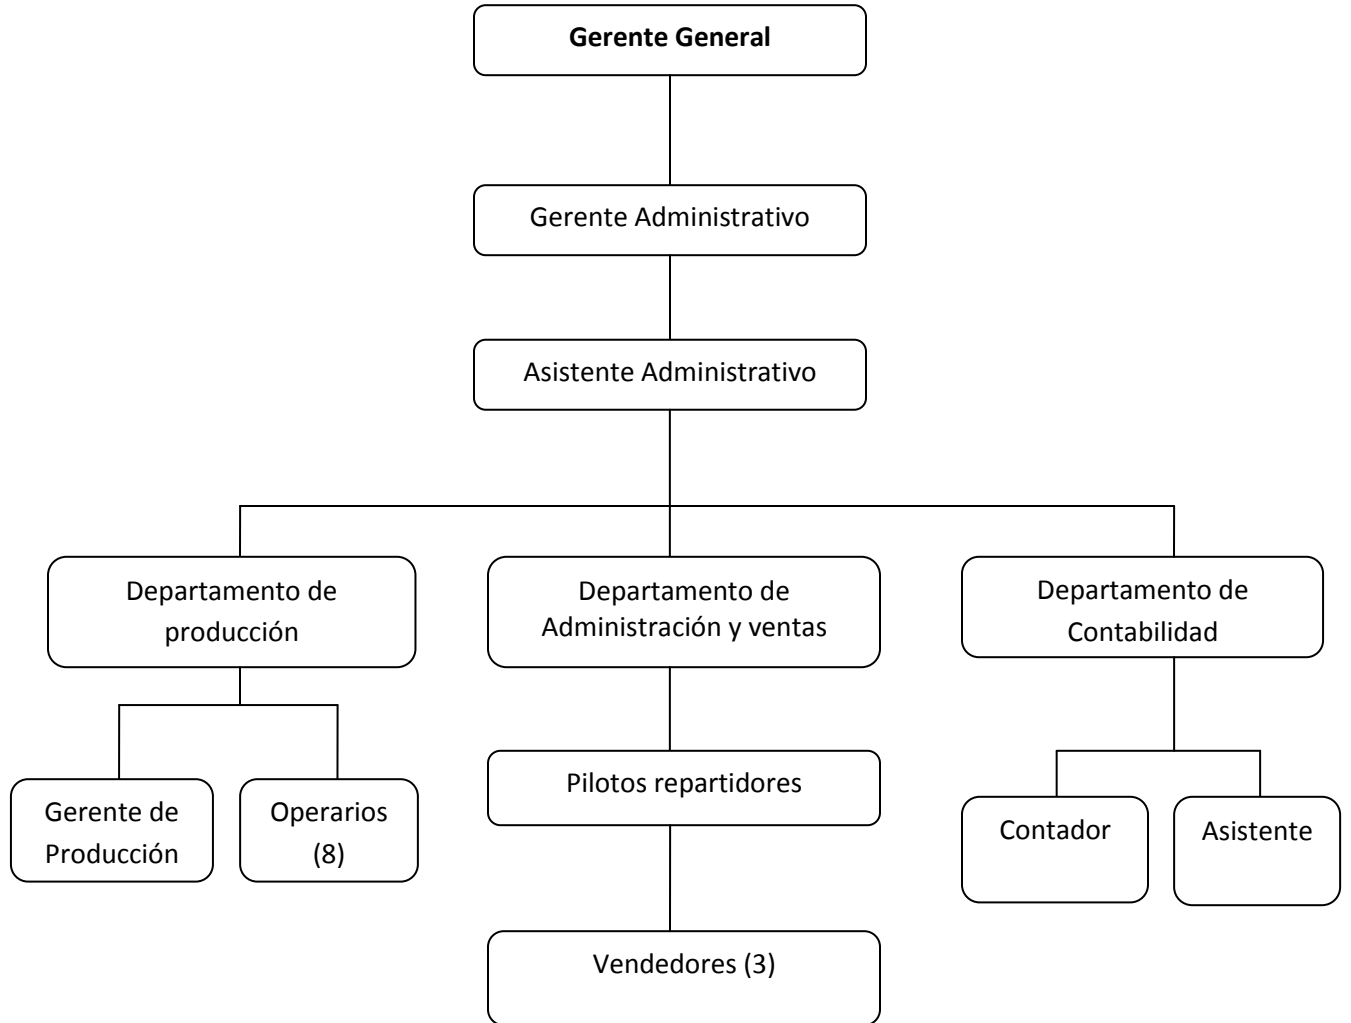 Gerente General
Gerente Administrativo
Asistente Administrativo
Departamento de
producción
Departamento de
Administración y ventas
Departamento de
Contabilidad
Gerente de
Producción
Operarios
(8)
Pilotos repartidores
Contador
Asistente
Vendedores (3)